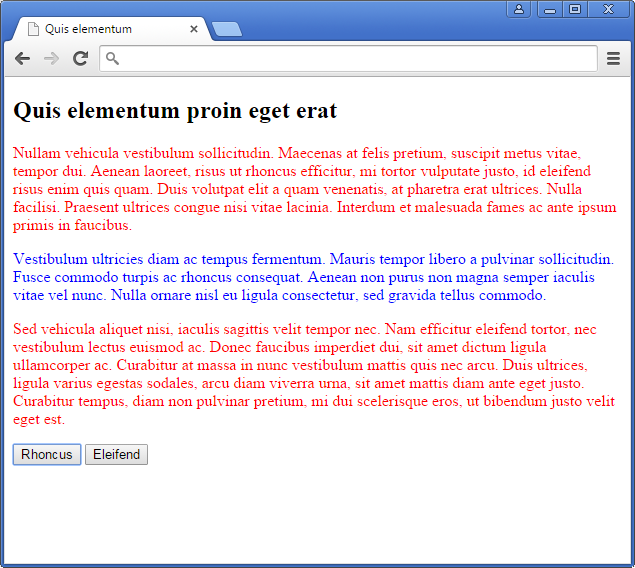 Quis elementum
Quis elementum proin eget erat
Nullam vehicula vestibulum sollicitudin. Maecenas at felis pretium, suscipit metus vitae,
tempor dui. Aenean laoreet, risus ut rhoncus efficitur, mi tortor vulputate justo, id eleifend
risus enim quis quam. Duis volutpat elit a quam venenatis, at pharetra erat ultrices. Nulla
facilisi. Praesent ultrices congue nisi vitae lacinia. Interdum et malesuada fames ac ante ipsum
primis in faucibus.
Vestibulum ultricies diam ac tempus fermentum. Mauris tempor libero a pulvinar sollicitudin.
Fusce commodo turpis ac rhoncus consequat. Aenean non purus non magna semper iaculis
vitae vel nunc. Nulla ornare nisl eu ligula consectetur, sed gravida tellus commodo.
Sed vehicula aliquet nisi, iaculis sagittis velit tempor nec. Nam efficitur eleifend tortor, nec
vestibulum lectus euismod ac. Donec faucibus imperdiet dui, sit amet dictum ligula
ullamcorper ac. Curabitur at massa in nunc vestibulum mattis quis nec arcu. Duis ultrices,
ligula varius egestas sodales, arcu diam viverra urna, sit amet mattis diam ante eget justo.
Curabitur tempus, diam non pulvinar pretium, mi dui scelerisque eros, ut bibendum justo velit
eget est.
Rhoncus Eleifend